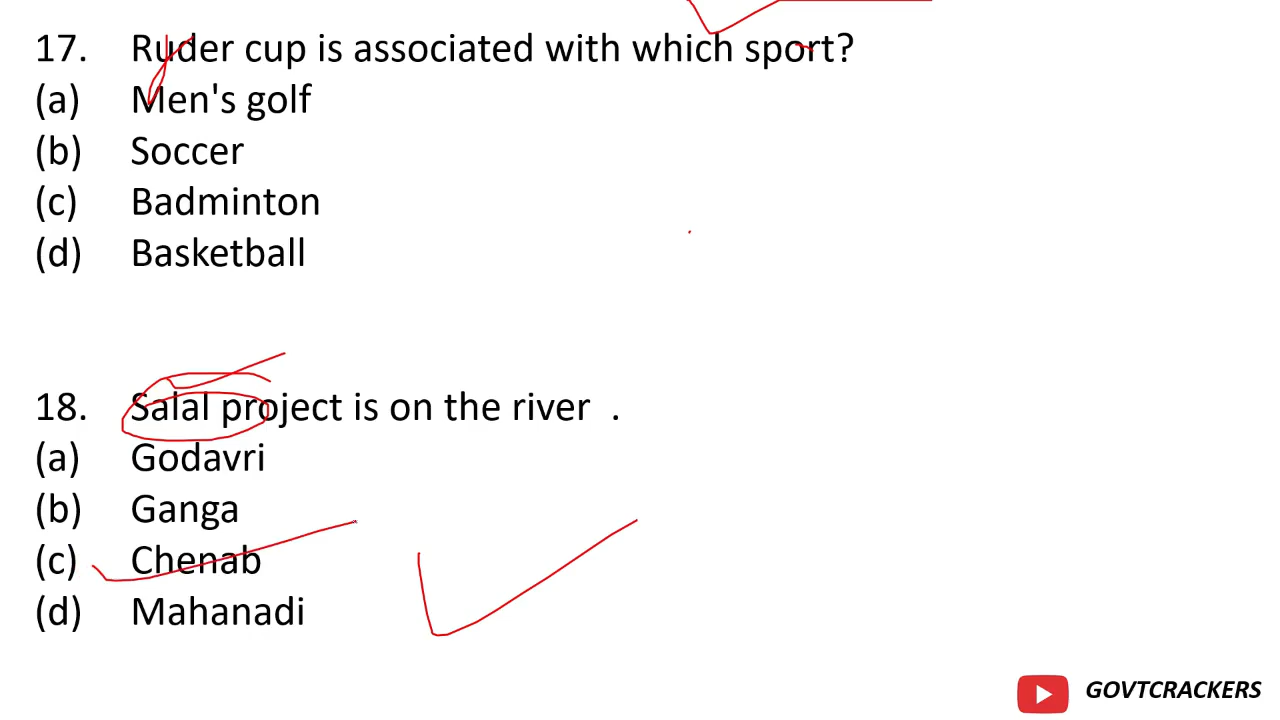 17. Ruder cup is associated with which sport?
(a) Men's golf
(b) Soccer
(c) Badminton
(d) Basketball
18. Salal project is on the river .
(a) Godavri
(b) Ganga
(c) Chenab
(d) Mahanadi
GOVTCRACKERS